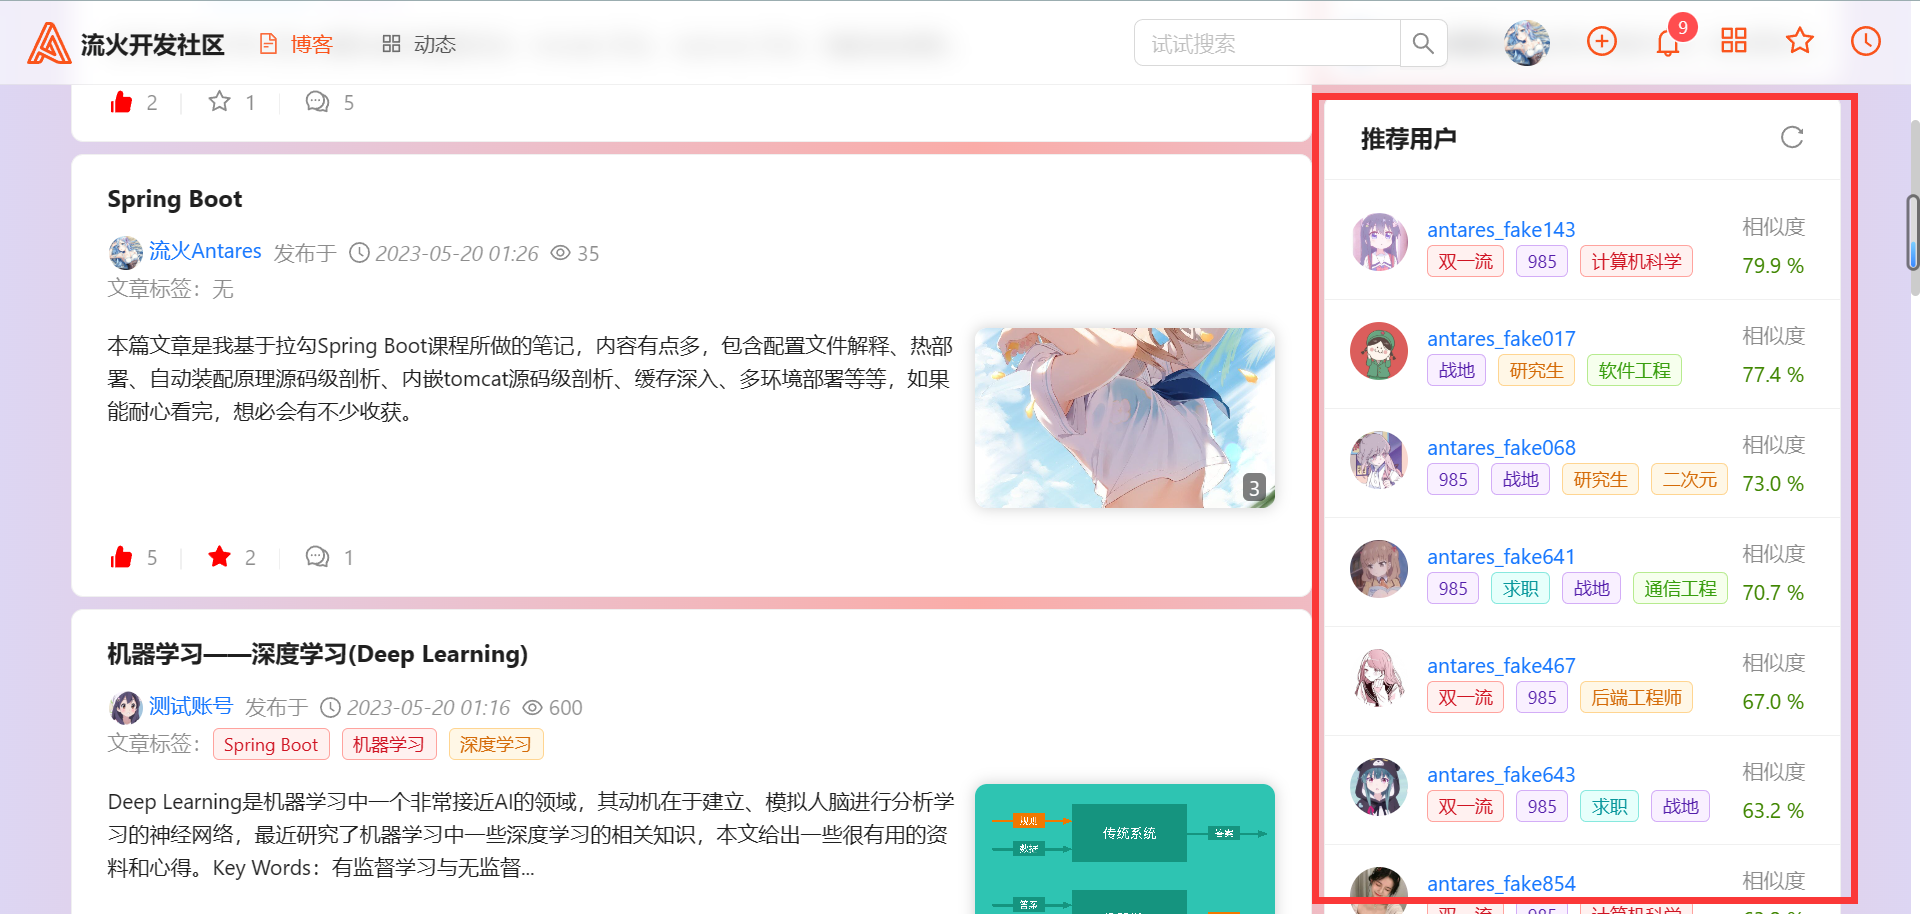 流火开发社区
博客
动态
试试搜索
9
2
1
5
Spring Boot
流火Antares 发布于 2023-05-20 01:26 35
文章标签：无
本篇文章是我基于拉勾Spring Boot课程所做的笔记，内容有点多，包含配置文件解释、热部
署、自动装配原理源码级剖析、内嵌tomcat源码级剖析、缓存深入、多环境部署等等，如果
能耐心看完，想必会有不少收获。
3
5
2
1
机器学习——深度学习(Deep Learning)
测试账号 发布于 2023-05-20 01:16 600
文章标签： Spring Boot 机器学习 深度学习
Deep Learning是机器学习中一个非常接近AI的领域，其动机在于建立、模拟人脑进行分析学
习的神经网络，最近研究了机器学习中一些深度学习的相关知识，本文给出一些很有用的资
料和心得。Key Words：有监督学习与无监督...
规则
数据
传统系统
答案
答案
推荐用户
antares_fake143
双一流 985 计算机科学
相似度
79.9 %
antares_fake017
战地 研究生 软件工程
相似度
77.4 %
antares_fake068
985 战地 研究生 二次元
相似度
73.0 %
antares_fake641
985 求职 战地 通信工程
相似度
70.7 %
antares_fake467
双一流 985 后端工程师
相似度
67.0 %
antares_fake643
双一流 985 求职 战地
相似度
63.2 %
antares_fake854
双一流 985 计算机科学
相似度